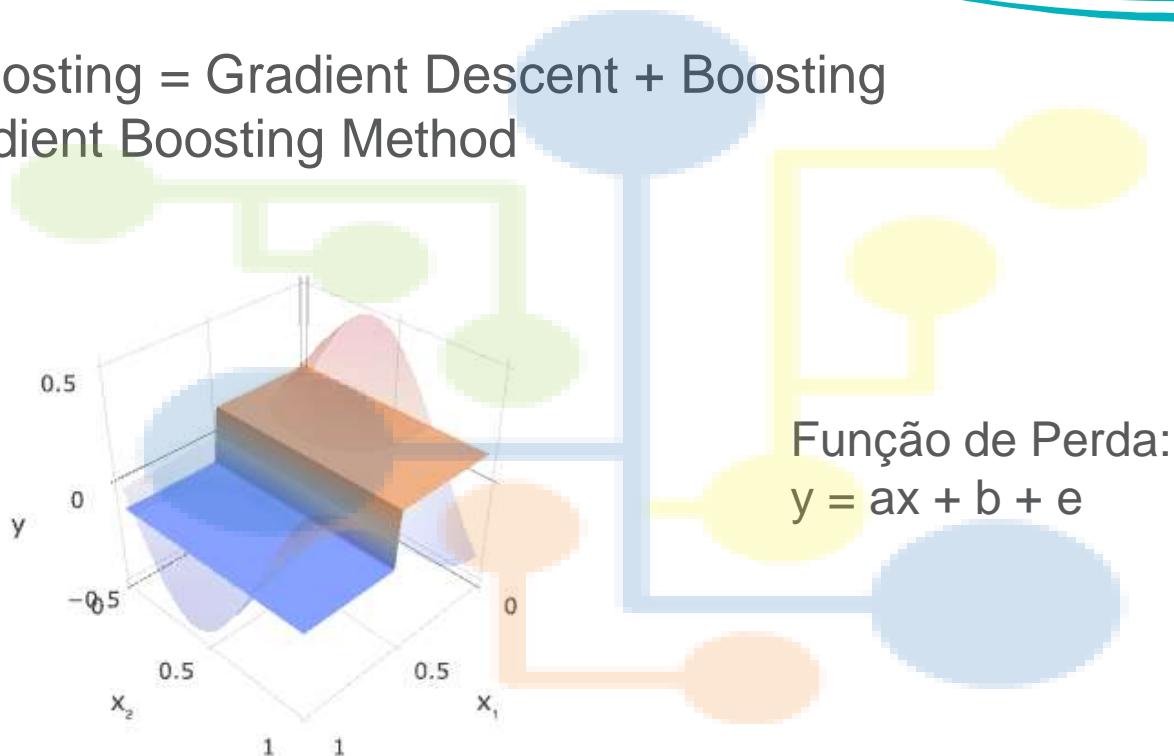 osting = Gradient Descent + Boosting
dient Boosting Method
0.5
0
y
−0.5
0
0.5
x₂
1
1
0.5
x₁
0
Função de Perda:
y = ax + b + e